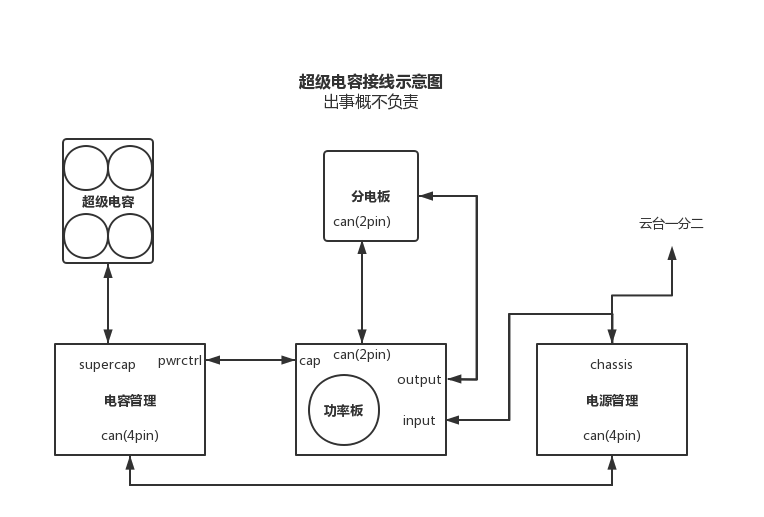 超级电容接线示意图
出事概不负责
超级电容
分电板
can(2pin)
云台一分二
supercap
pwrctrl
电容管理
can(4pin)
cap
can(2pin)
output
功率板
input
chassis
电源管理
can(4pin)